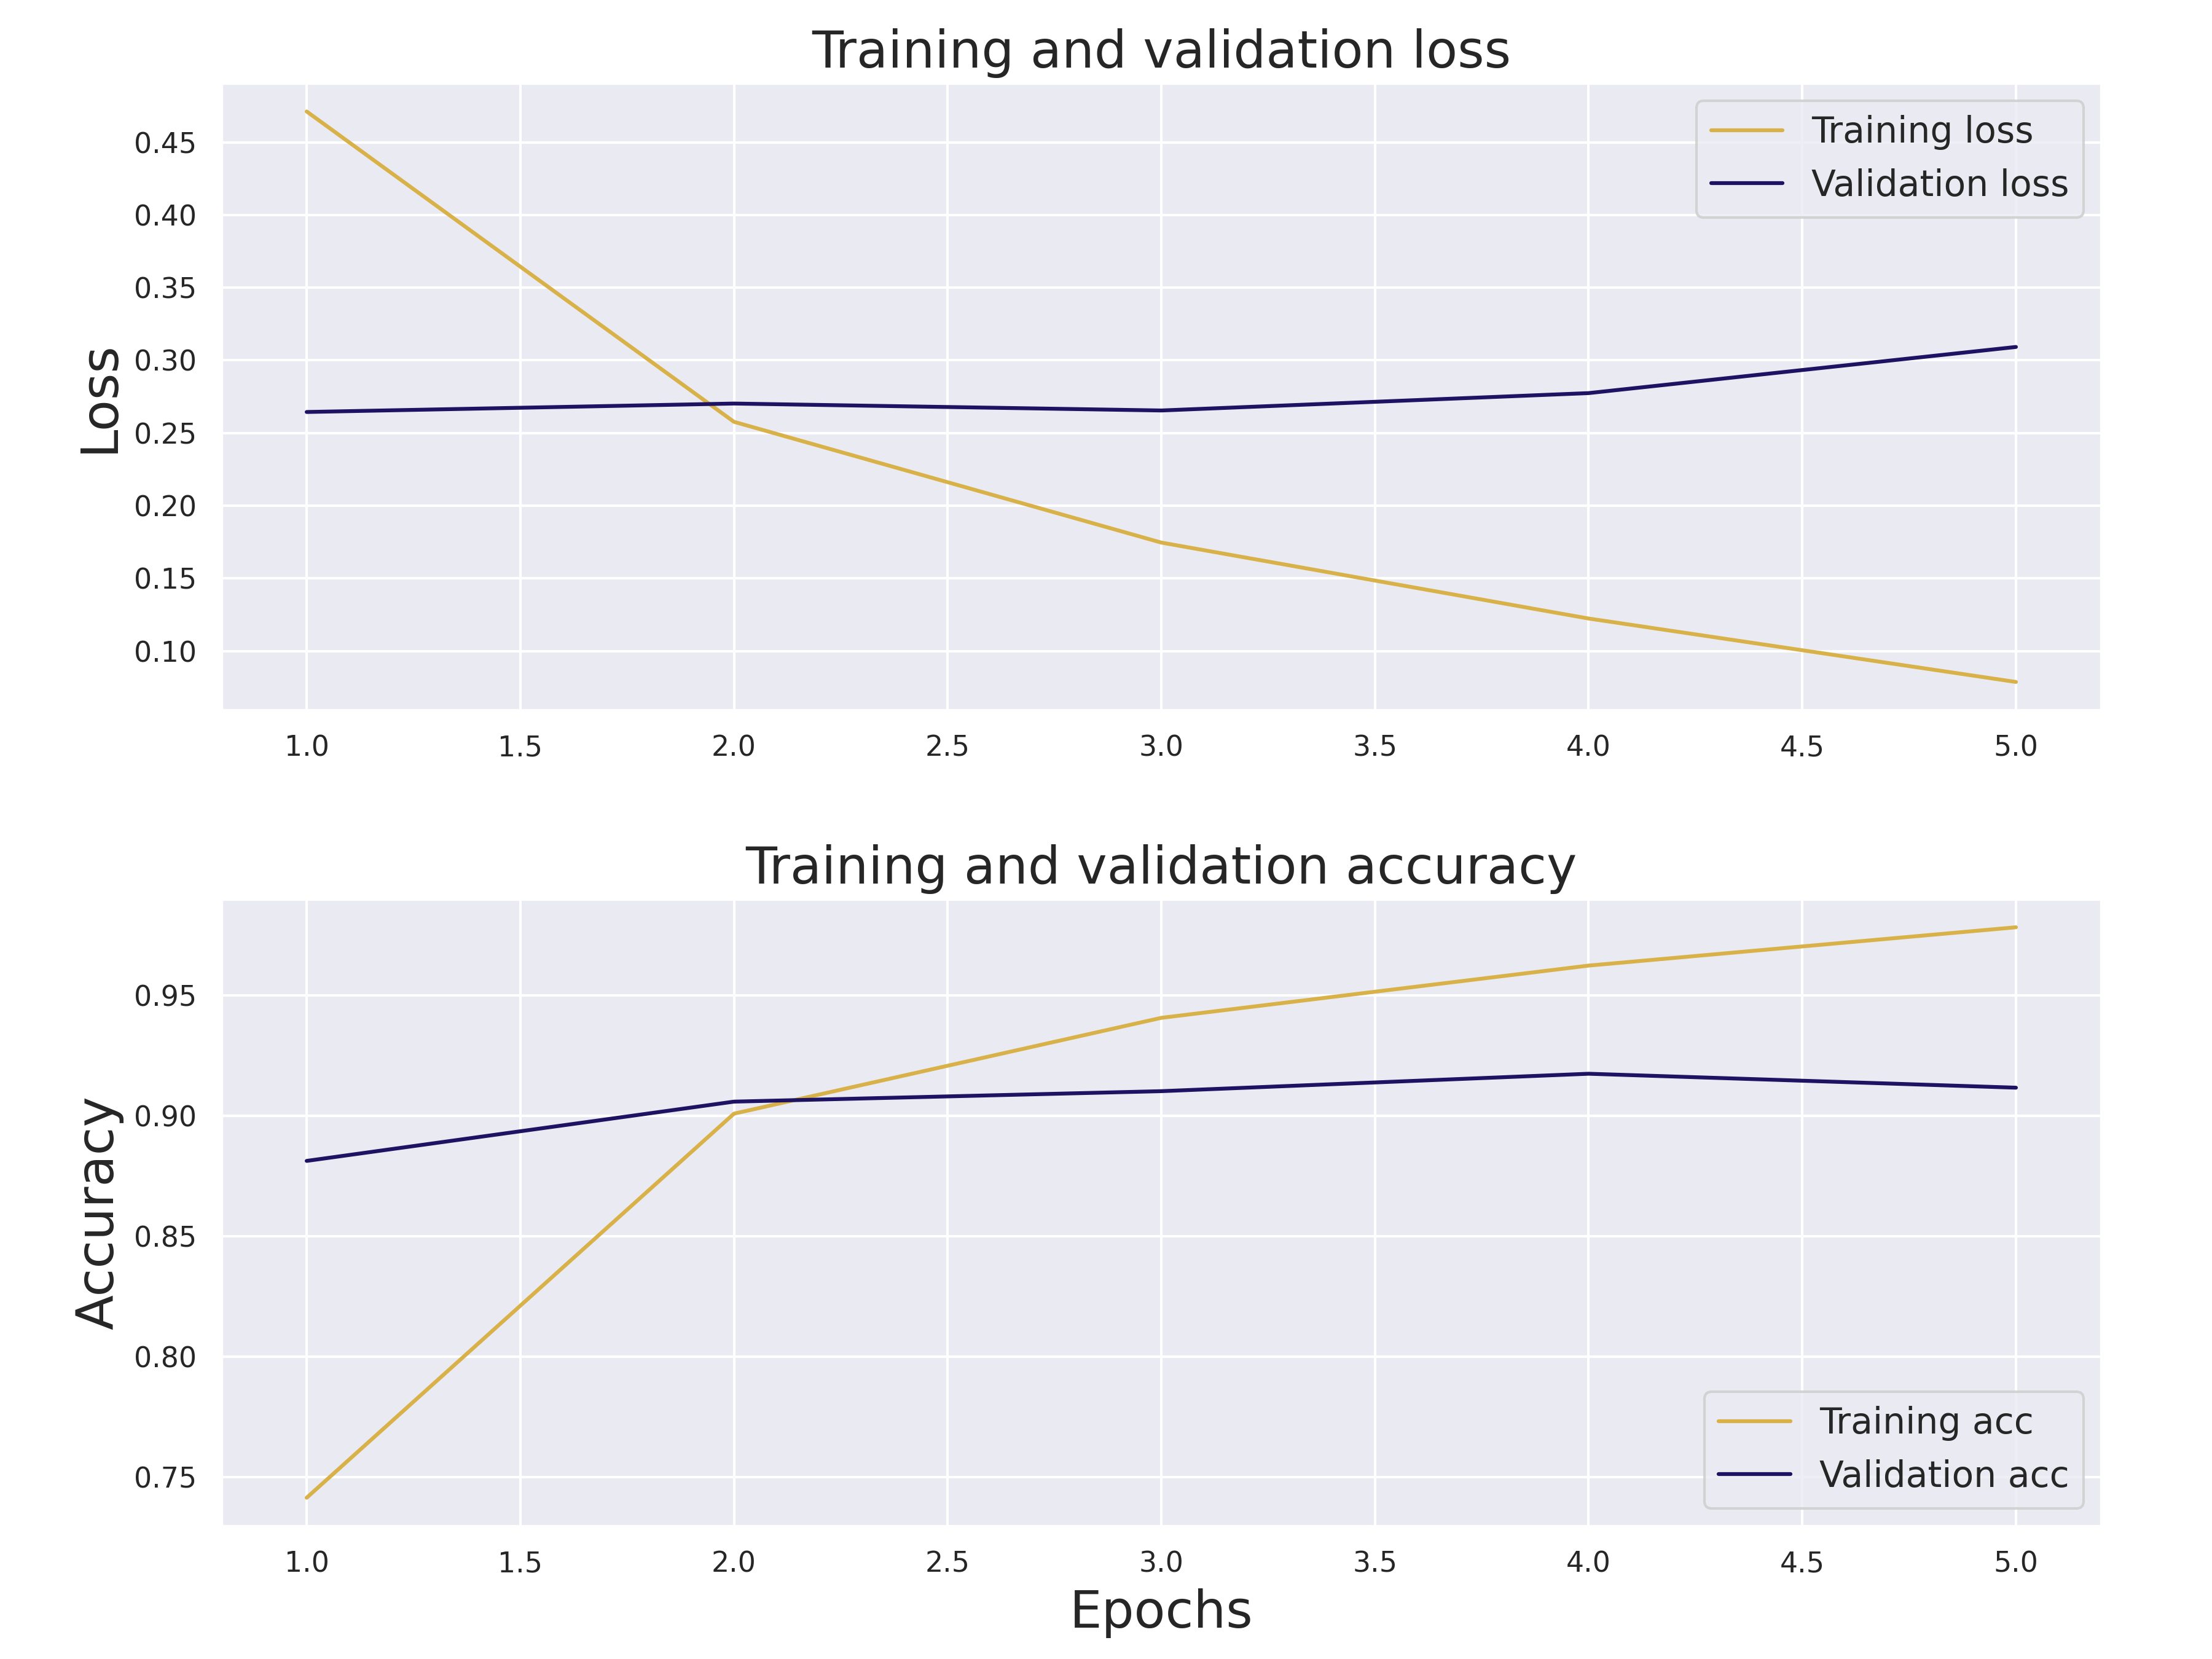 Training and validation loss
Loss
0.45
0.40
0.35
0.30
0.25
0.20
0.15
0.10
Training loss
Validation loss
1.0 1.5 2.0 2.5 3.0 3.5 4.0 4.5 5.0
Training and validation accuracy
Accuracy
0.95
0.90
0.85
0.80
0.75
Training acc
Validation acc
1.0 1.5 2.0 2.5 3.0 3.5 4.0 4.5 5.0
Epochs